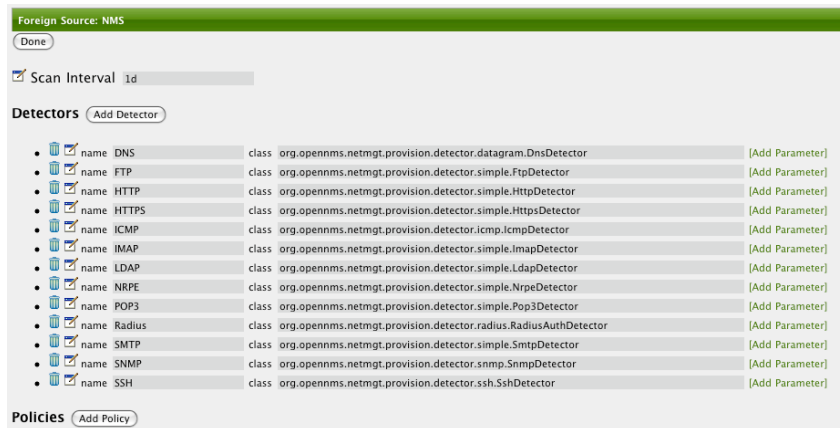 Foreign Source: NMS
Done
Scan Interval 1d
Detectors Add Detector
name DNS class org.opennms.netmgt.provision.detector.datagram.DnsDetector [Add Parameter]
name FTP class org.opennms.netmgt.provision.detector.simple.FtpDetector [Add Parameter]
name HTTP class org.opennms.netmgt.provision.detector.simple.HttpDetector [Add Parameter]
name HTTPS class org.opennms.netmgt.provision.detector.simple.HttpsDetector [Add Parameter]
name ICMP class org.opennms.netmgt.provision.detector.icmp.IcmpDetector [Add Parameter]
name IMAP class org.opennms.netmgt.provision.detector.simple.ImapDetector [Add Parameter]
name LDAP class org.opennms.netmgt.provision.detector.simple.LdapDetector [Add Parameter]
name NRPE class org.opennms.netmgt.provision.detector.simple.NrpeDetector [Add Parameter]
name POP3 class org.opennms.netmgt.provision.detector.simple.Pop3Detector [Add Parameter]
name Radius class org.opennms.netmgt.provision.detector.radius.RadiusAuthDetector [Add Parameter]
name SMTP class org.opennms.netmgt.provision.detector.simple.SmtpDetector [Add Parameter]
name SNMP class org.opennms.netmgt.provision.detector.snmp.SnmpDetector [Add Parameter]
name SSH class org.opennms.netmgt.provision.detector.ssh.SshDetector [Add Parameter]
Policies Add Policy